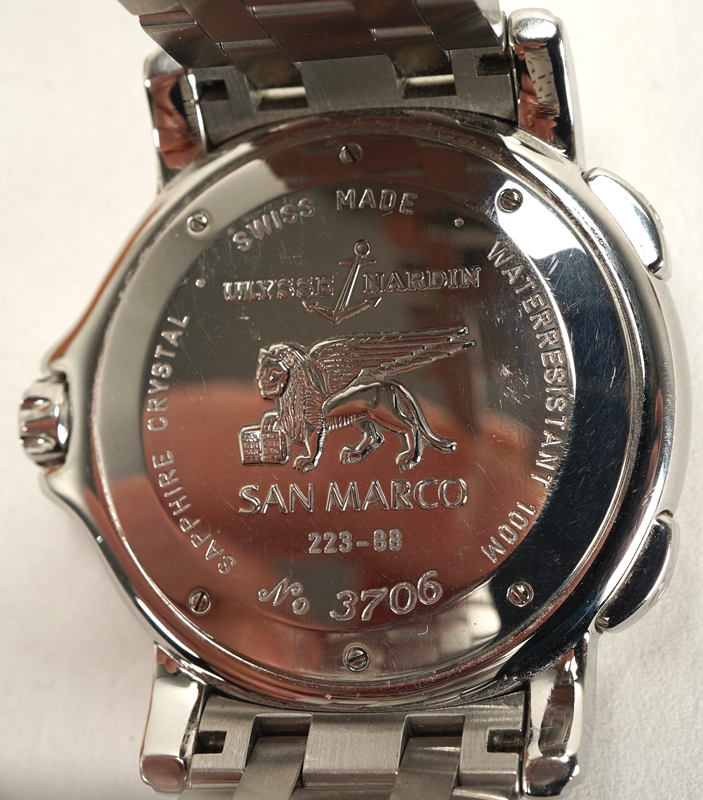 SWISS MADE
ULYSSE NARDIN
SAN MARCO
223-88
No 3706
SAPPHIRE CRYSTAL
WATERRESISTANT 100M